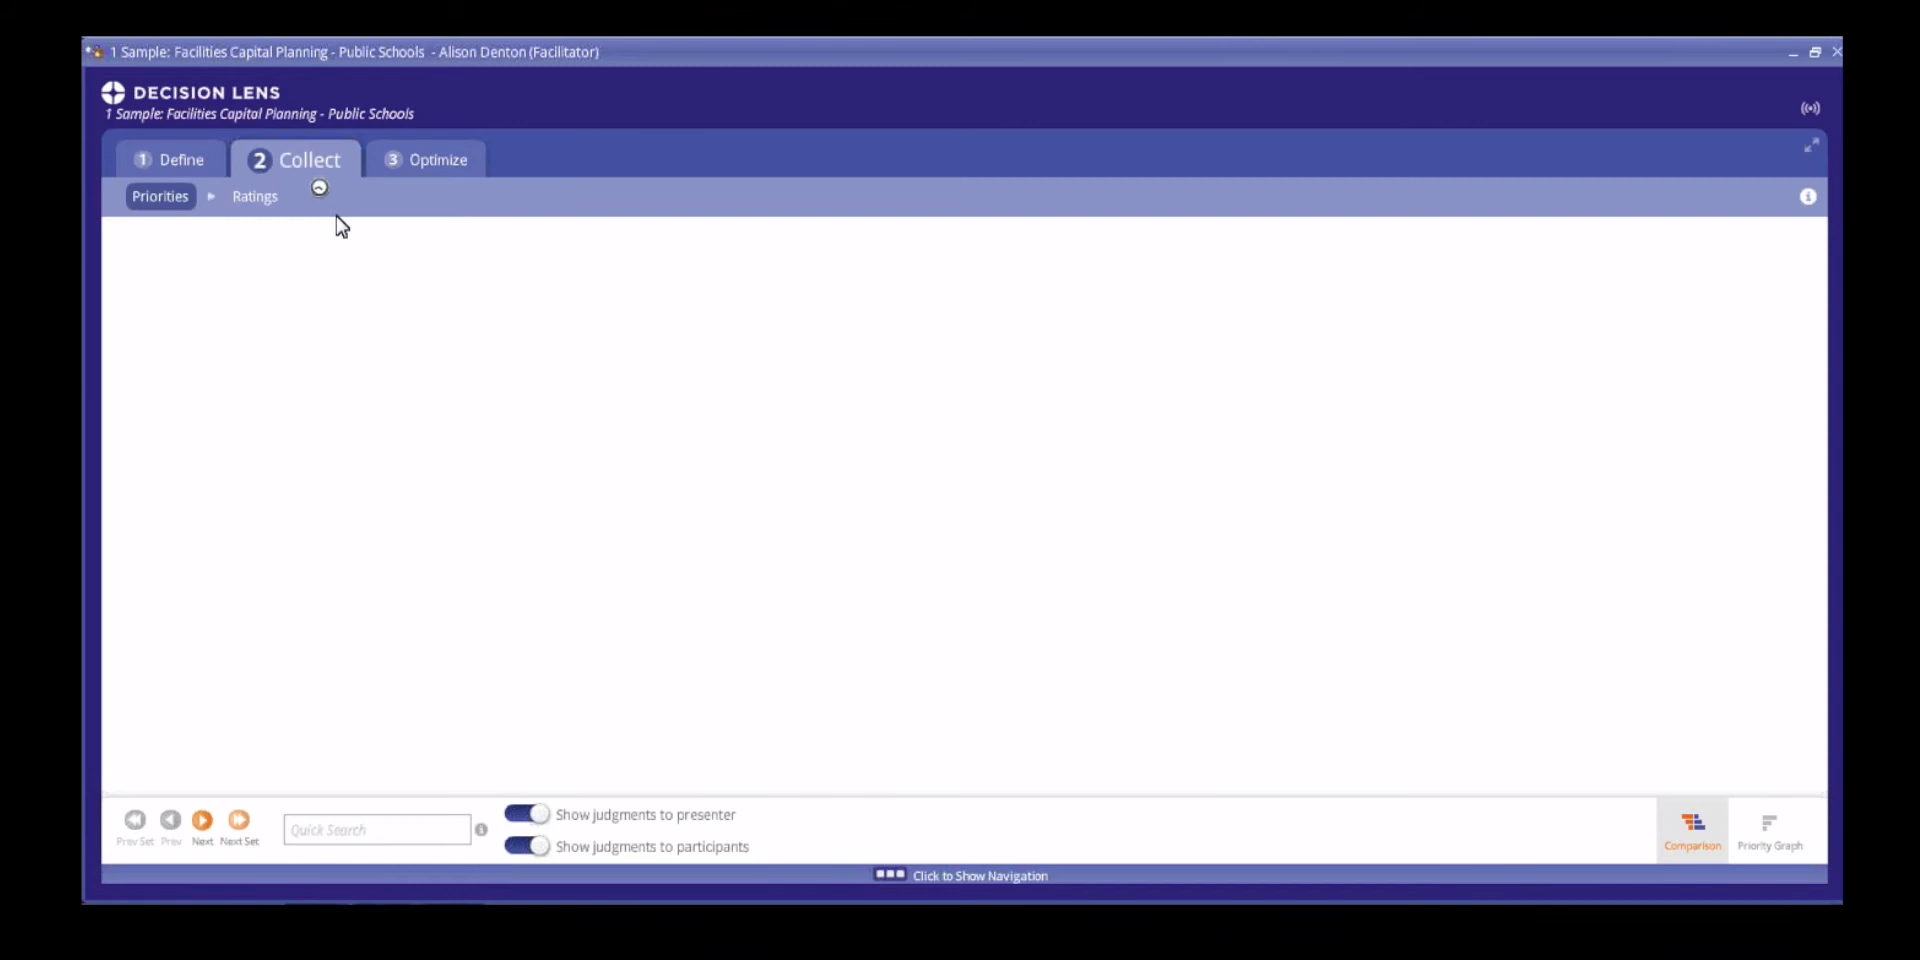 1 Sample: Facilities Capital Planning - Public Schools - Alison Denton (Facilitator)
DECISION LENS
1 Sample: Facilities Capital Planning - Public Schools
1 Define
2 Collect
3 Optimize
Priorities
Ratings
Prev Set
Prev
Next
Next Set
Quick Search
Show judgments to presenter
Show judgments to participants
Comparison
Priority Graph
Click to Show Navigation